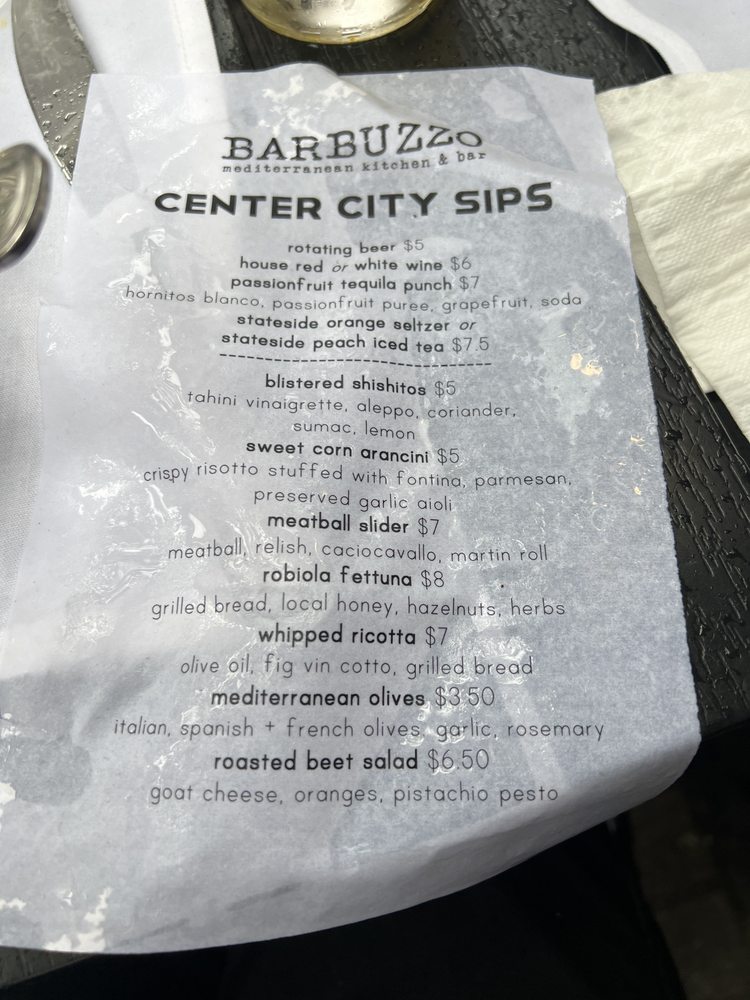 BARBUZZO
mediterranean kitchen & bar
CENTER CITY SIPS
rotating beer $5
house red or white wine $6
passionfruit tequila punch $7
hornitos blanco, passionfruit puree, grapefruit, soda
stateside orange seltzer or
stateside peach iced tea $7.5
blistered shishitos $5
tahini vinaigrette, aleppo, coriander,
sumac, lemon
sweet corn arancini $5
crispy risotto stuffed with fontina, parmesan,
preserved garlic aioli
meatball slider $7
meatball, relish, caciocavallo, martin roll
robiola fettuna $8
grilled bread, local honey, hazelnuts, herbs
whipped ricotta $7
olive oil, fig vin cotto, grilled bread
mediterranean olives $3.50
italian, spanish + french olives, garlic, rosemary
roasted beet salad $6.50
goat cheese, oranges, pistachio pesto